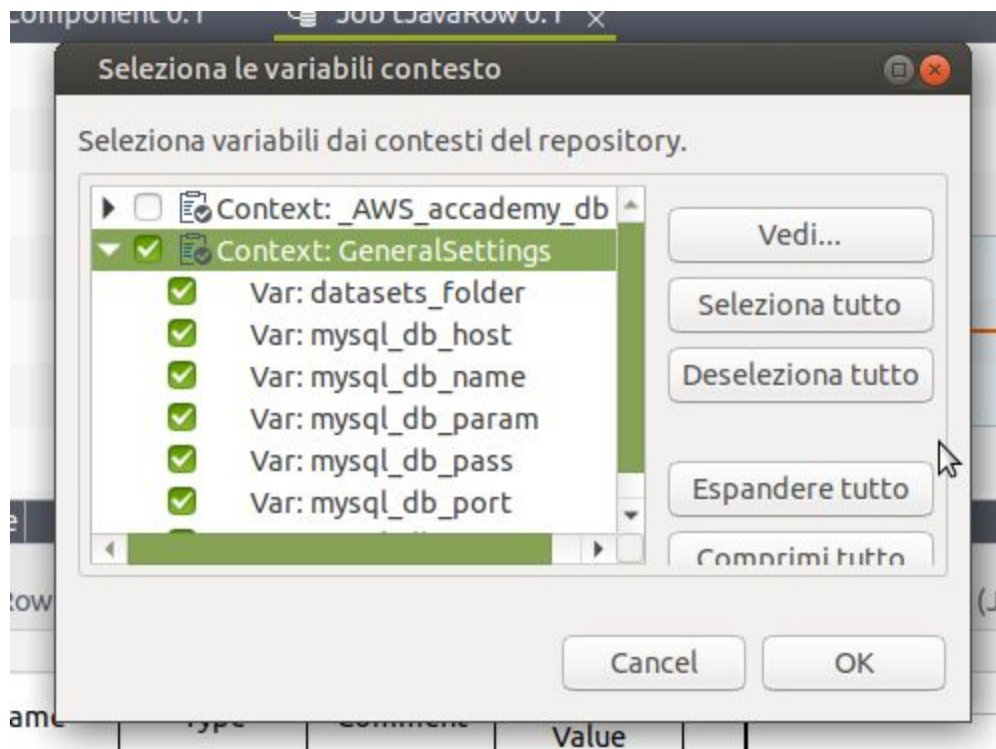 Component 0.1
Job tJavaRow 0.1
Seleziona le variabili contesto
Seleziona variabili dai contesti del repository.
Context: _AWS_accademy_db
Context: GeneralSettings
Var: datasets_folder
Var: mysql_db_host
Var: mysql_db_name
Var: mysql_db_param
Var: mysql_db_pass
Var: mysql_db_port
Vedi...
Seleziona tutto
Deseleziona tutto
Espandere tutto
Comprimi tutto
Cancel
OK
Type
Comment
Value